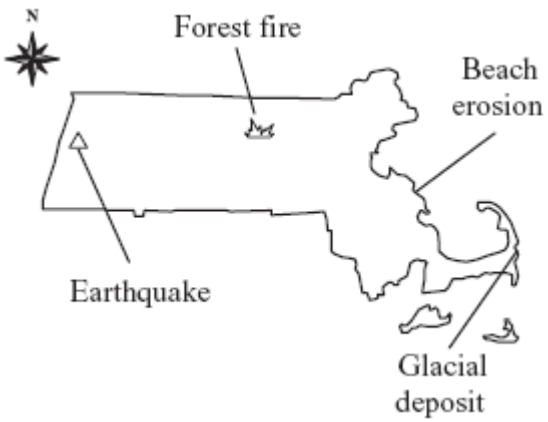 N
Forest fire
Beach
erosion
Earthquake
Glacial
deposit